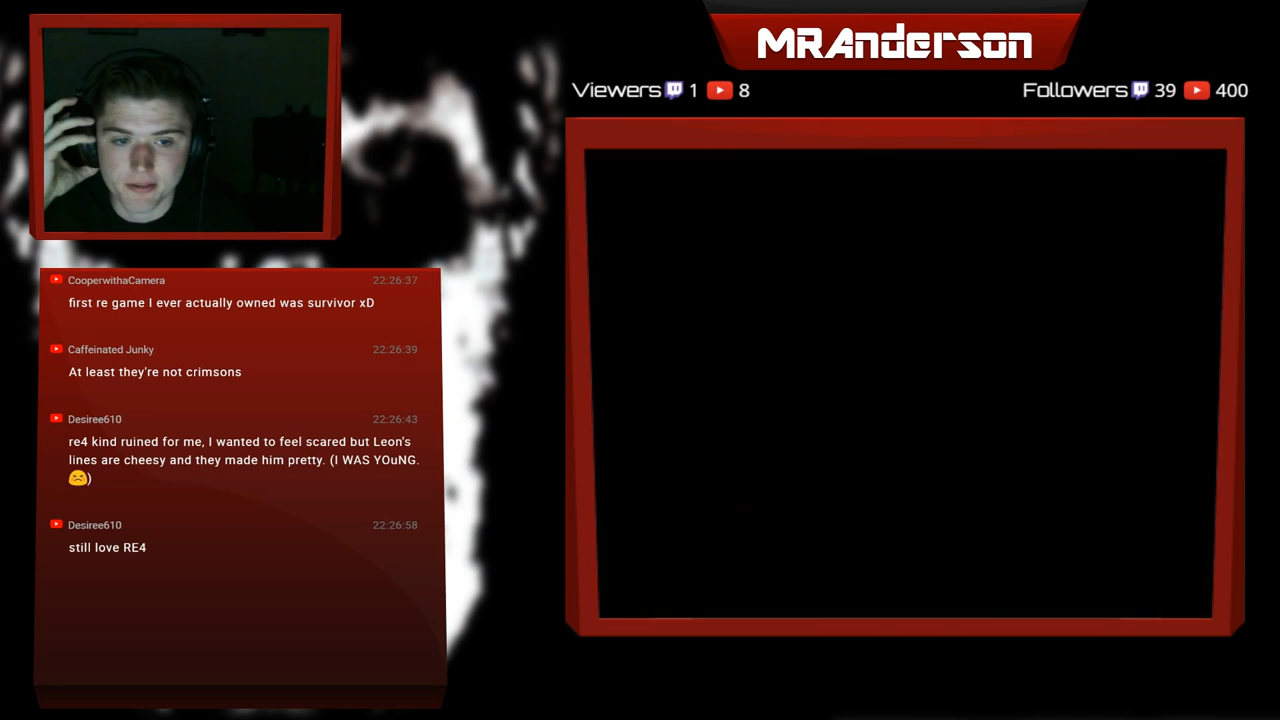 MRAnderson
Viewers 1 8
Followers 39 400
CooperwithaCamera 22:26:37
first re game I ever actually owned was survivor xD
Caffeinated Junky 22:26:39
At least they're not crimsons
Desiree610 22:26:43
re4 kind ruined for me, I wanted to feel scared but Leon's
lines are cheesy and they made him pretty. (I WAS YOuNG.
😣)
Desiree610 22:26:58
still love RE4